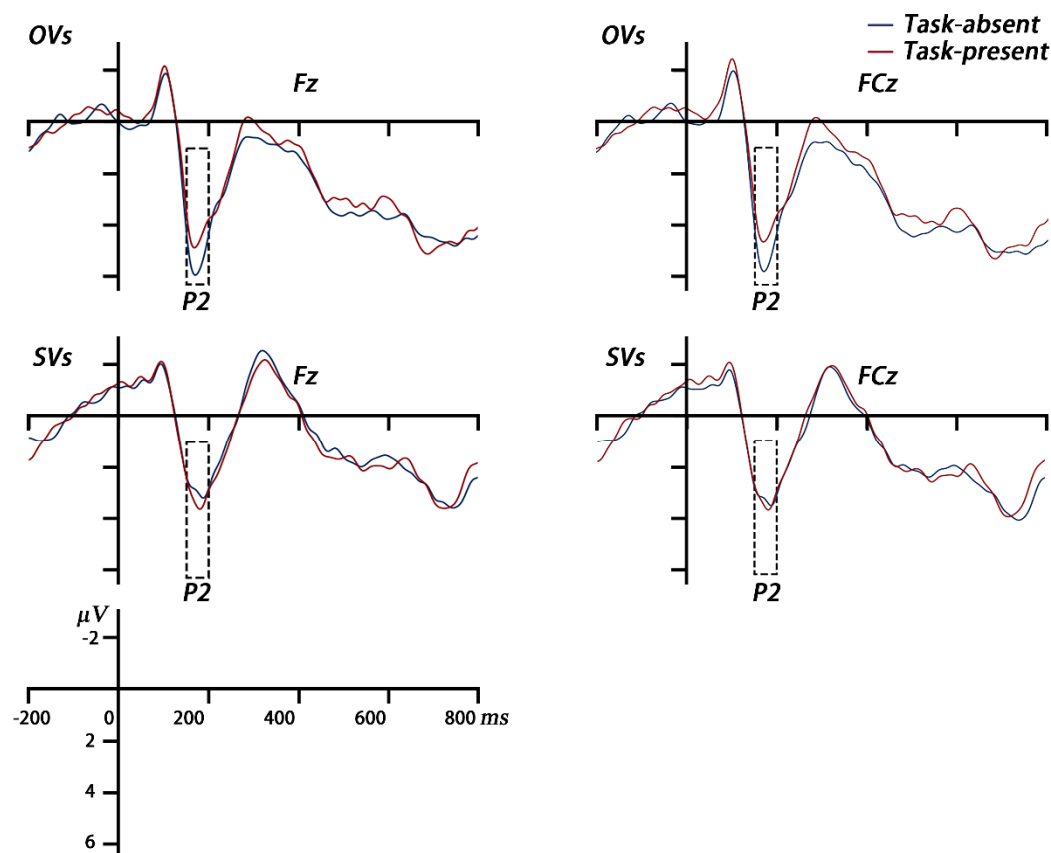 OVs
Fz
P2
OVs
FCz
P2
Task-absent
Task-present
SVs
Fz
P2
SVs
FCz
P2
μV
-2
-200 0 200 400 600 800 ms
2
4
6